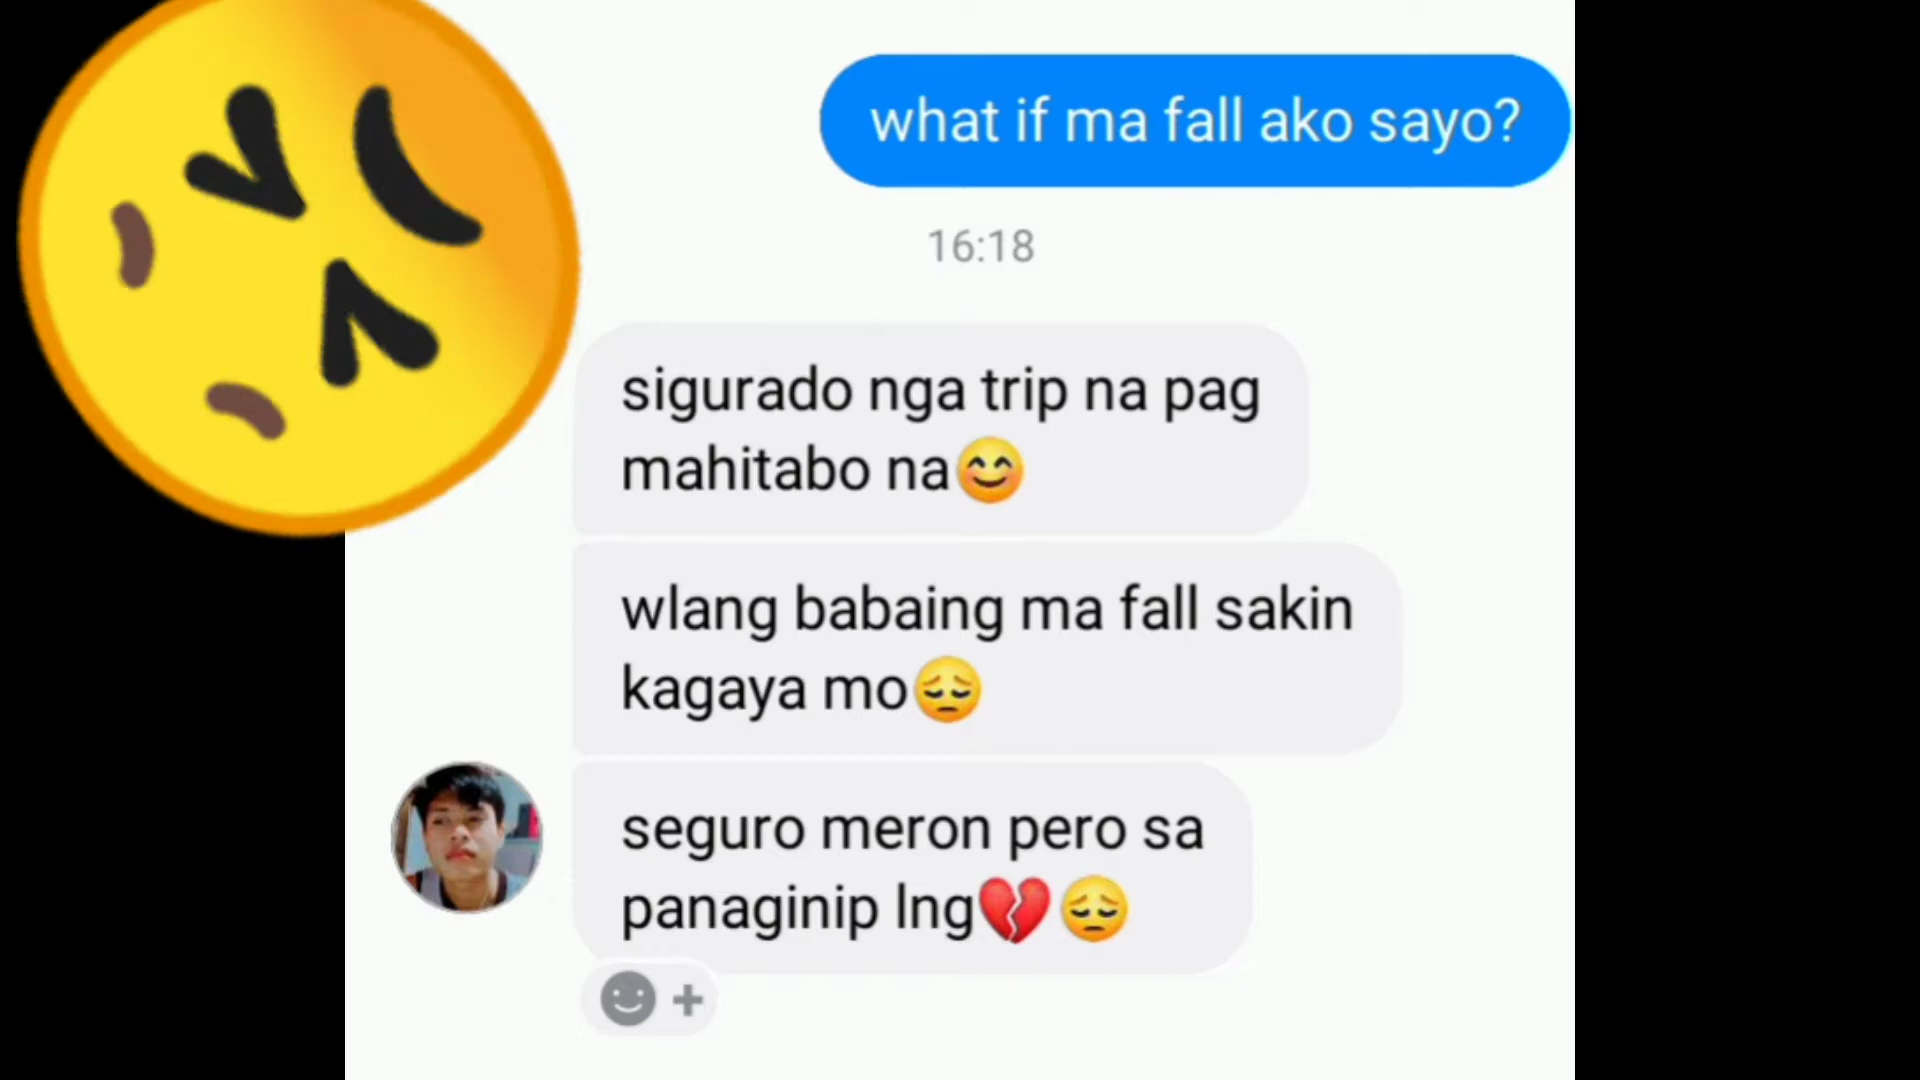 what if ma fall ako sayo?
16:18
sigurado nga trip na pag
mahitabo na😊
wlang babaing ma fall sakin
kagaya mo😔
seguro meron pero sa
panaginip lng💔😔